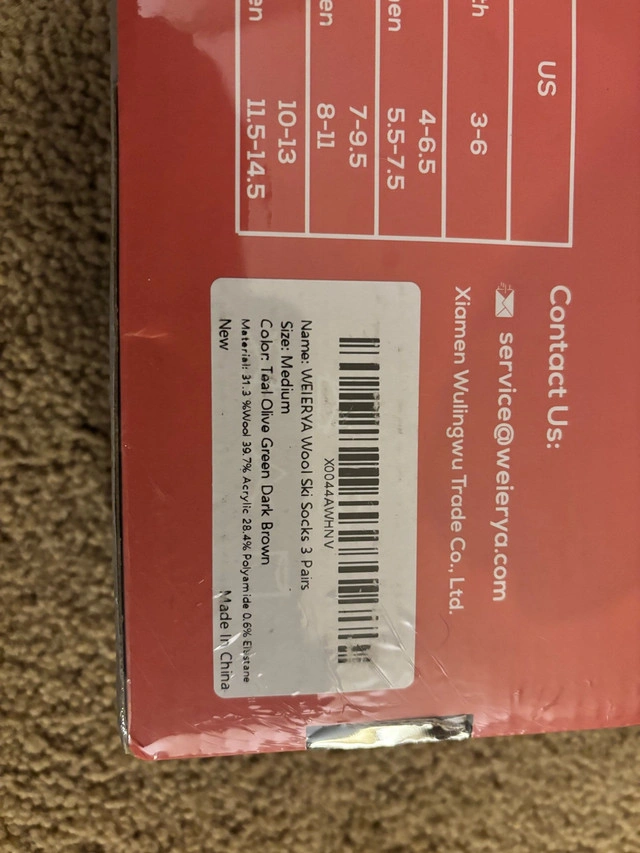 US
h 3-6
4-6.5
en 5.5-7.5
7-9.5
en 8-11
10-13
en 11.5-14.5
Contact Us:
service@weierya.com
Xiamen Wulingwu Trade Co., Ltd.
X0044AWHNV
Name: WEIERYA Wool Ski Socks 3 Pairs
Size: Medium
Color: Teal Olive Green Dark Brown
Material: 31.3 %Wool 39.7% Acrylic 28.4% Polyamide 0.6% Elastane
New Made In China